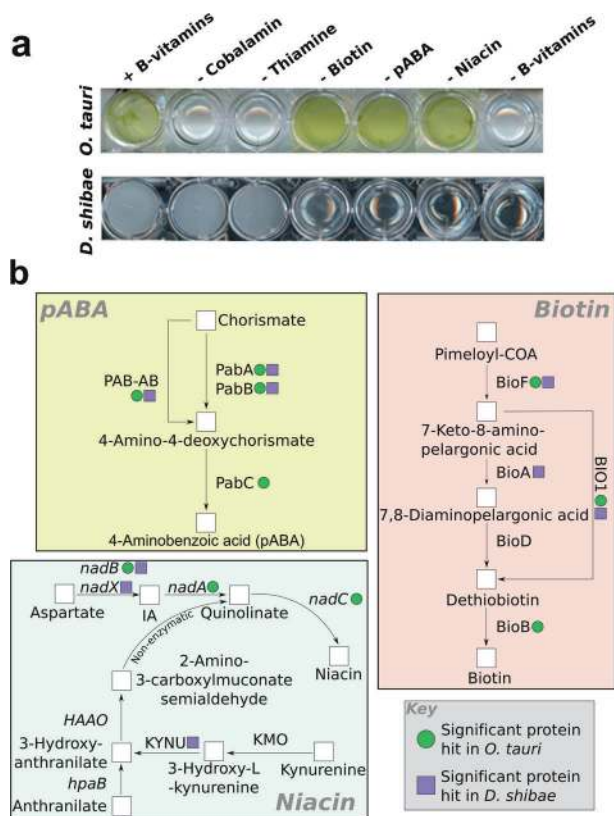 a
+ B-vitamins
- Cobalamin
- Thiamine
- Biotin
- pABA
- Niacin
- B-vitamins
O. tauri
D. shibae
b
pABA
Chorismate
PAB-AB
PabA
PabB
4-Amino-4-deoxychorismate
PabC
4-Aminobenzoic acid (pABA)
Biotin
Pimeloyl-COA
BioF
7-Keto-8-amino-
pelargonic acid
BioA
BIO1
7,8-Diaminopelargonic acid
BioD
Dethiobiotin
BioB
Biotin
nadB
nadX
nadA
nadC
Aspartate
IA
Quinolinate
Non-enzymatic
Niacin
2-Amino-
3-carboxylmuconate
semialdehyde
HAAO
KYNU
KMO
3-Hydroxy-
anthranilate
3-Hydroxy-L
-kynurenine
Kynurenine
hpaB
Anthranilate
Niacin
Key
Significant protein
hit in O. tauri
Significant protein
hit in D. shibae